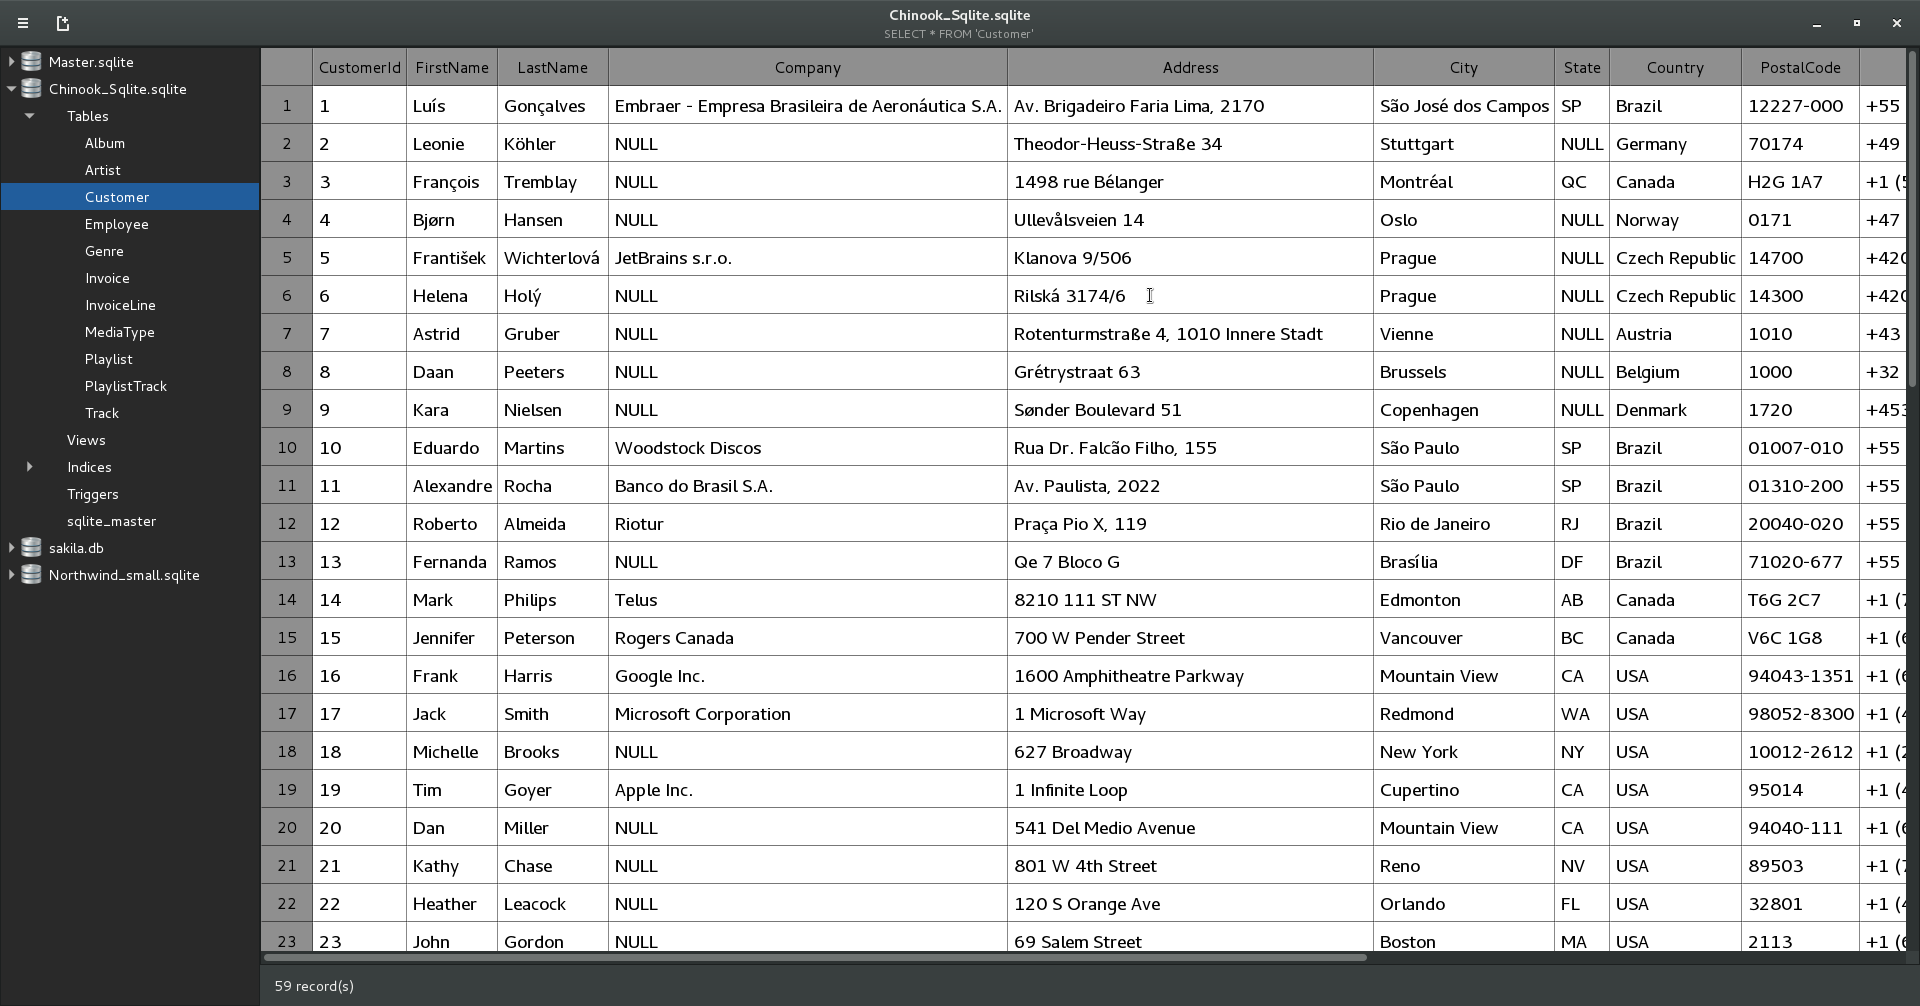 Chinook_Sqlite.sqlite
SELECT * FROM 'Customer'
Master.sqlite
Chinook_Sqlite.sqlite
Tables
Album
Artist
Customer
Employee
Genre
Invoice
InvoiceLine
MediaType
Playlist
PlaylistTrack
Track
Views
Indices
Triggers
sqlite_master
sakila.db
Northwind_small.sqlite
CustomerId FirstName LastName Company Address City State Country PostalCode
1 1 Luís Gonçalves Embraer - Empresa Brasileira de Aeronáutica S.A. Av. Brigadeiro Faria Lima, 2170 São José dos Campos SP Brazil 12227-000 +55
2 2 Leonie Köhler NULL Theodor-Heuss-Straße 34 Stuttgart NULL Germany 70174 +49
3 3 François Tremblay NULL 1498 rue Bélanger Montréal QC Canada H2G 1A7 +1 (5
4 4 Bjørn Hansen NULL Ullevålsveien 14 Oslo NULL Norway 0171 +47
5 5 František Wichterlová JetBrains s.r.o. Klanova 9/506 Prague NULL Czech Republic 14700 +420
6 6 Helena Holý NULL Rilská 3174/6 Prague NULL Czech Republic 14300 +420
7 7 Astrid Gruber NULL Rotenturmstraße 4, 1010 Innere Stadt Vienne NULL Austria 1010 +43
8 8 Daan Peeters NULL Grétrystraat 63 Brussels NULL Belgium 1000 +32
9 9 Kara Nielsen NULL Sønder Boulevard 51 Copenhagen NULL Denmark 1720 +453
10 10 Eduardo Martins Woodstock Discos Rua Dr. Falcão Filho, 155 São Paulo SP Brazil 01007-010 +55
11 11 Alexandre Rocha Banco do Brasil S.A. Av. Paulista, 2022 São Paulo SP Brazil 01310-200 +55
12 12 Roberto Almeida Riotur Praça Pio X, 119 Rio de Janeiro RJ Brazil 20040-020 +55
13 13 Fernanda Ramos NULL Qe 7 Bloco G Brasília DF Brazil 71020-677 +55
14 14 Mark Philips Telus 8210 111 ST NW Edmonton AB Canada T6G 2C7 +1 (7
15 15 Jennifer Peterson Rogers Canada 700 W Pender Street Vancouver BC Canada V6C 1G8 +1 (6
16 16 Frank Harris Google Inc. 1600 Amphitheatre Parkway Mountain View CA USA 94043-1351 +1 (6
17 17 Jack Smith Microsoft Corporation 1 Microsoft Way Redmond WA USA 98052-8300 +1 (4
18 18 Michelle Brooks NULL 627 Broadway New York NY USA 10012-2612 +1 (2
19 19 Tim Goyer Apple Inc. 1 Infinite Loop Cupertino CA USA 95014 +1 (4
20 20 Dan Miller NULL 541 Del Medio Avenue Mountain View CA USA 94040-111 +1 (6
21 21 Kathy Chase NULL 801 W 4th Street Reno NV USA 89503 +1 (7
22 22 Heather Leacock NULL 120 S Orange Ave Orlando FL USA 32801 +1 (4
23 23 John Gordon NULL 69 Salem Street Boston MA USA 2113 +1 (6
59 record(s)